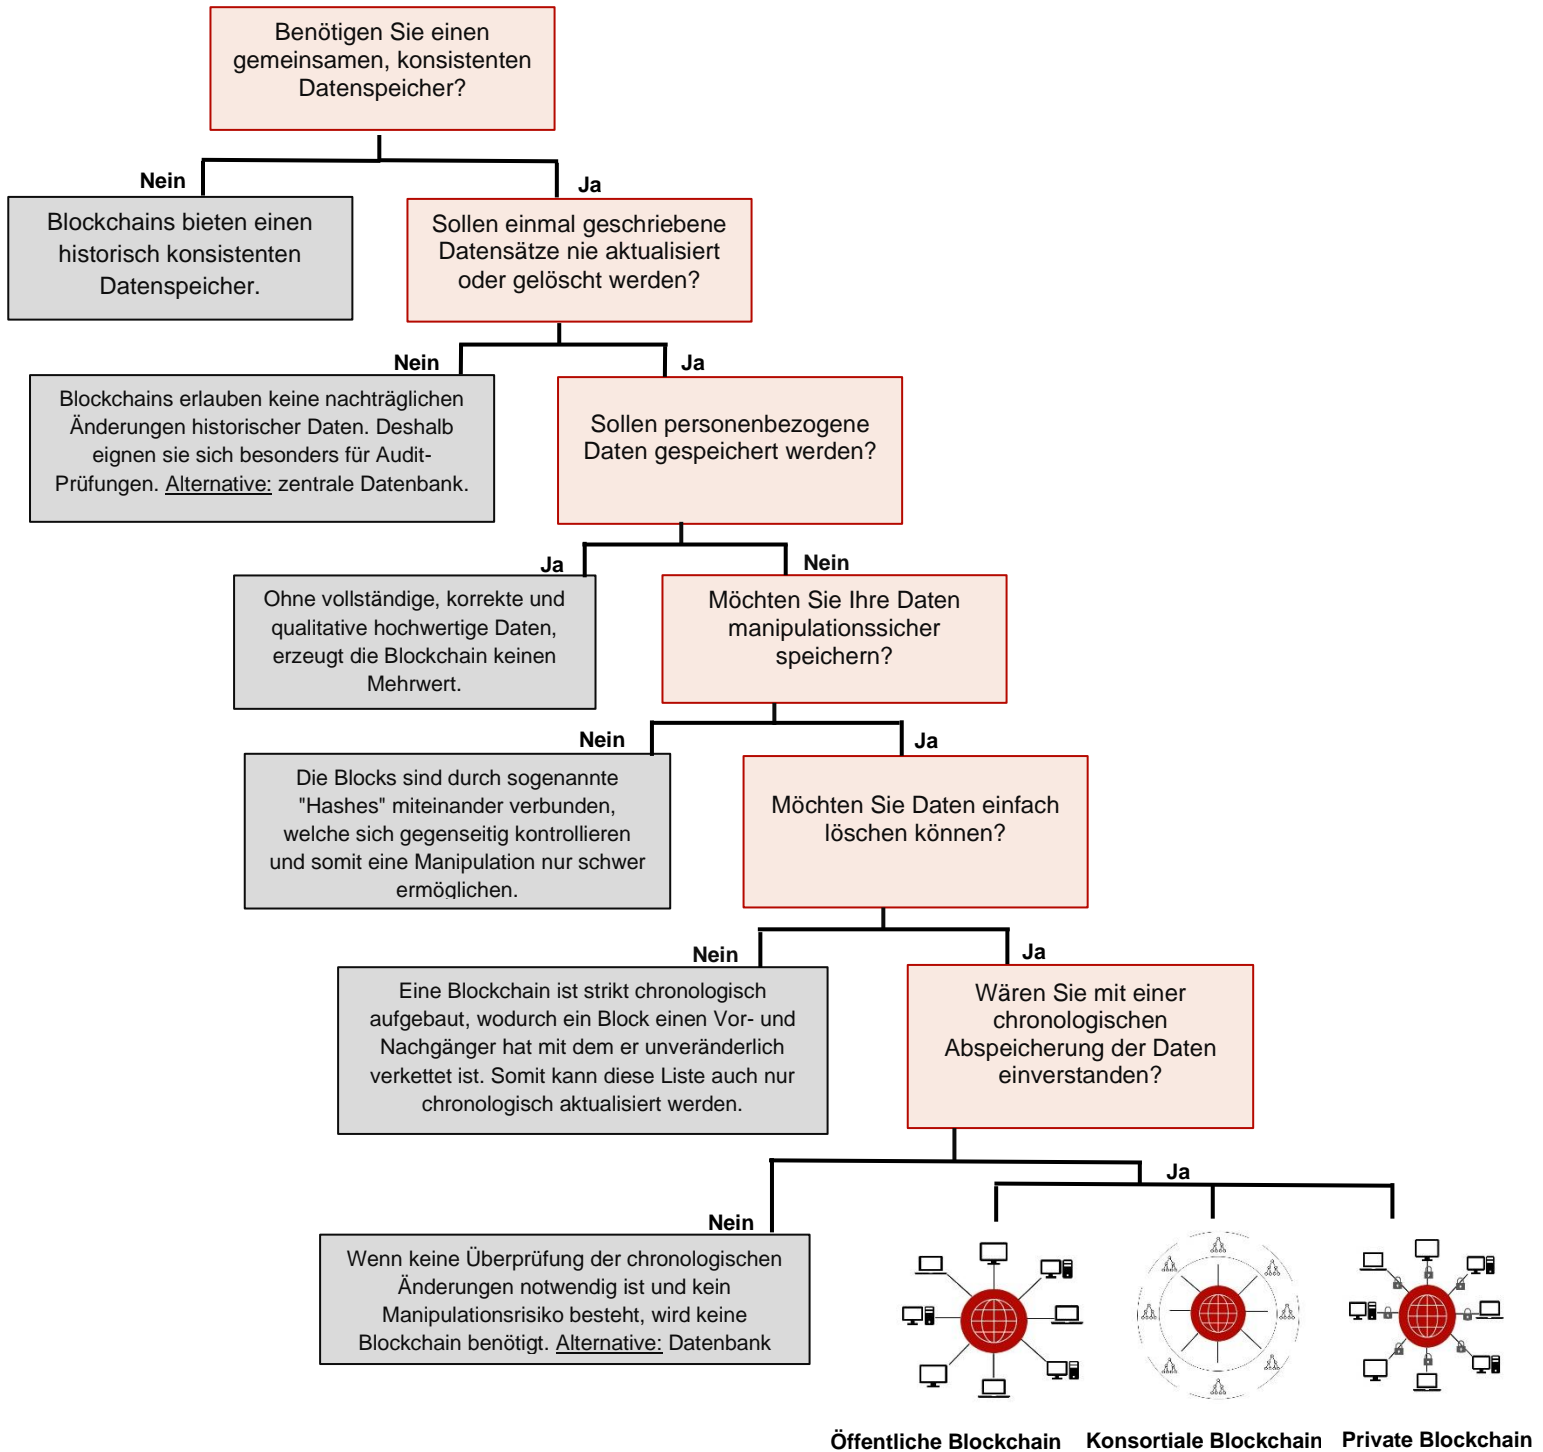 Benötigen Sie einen
gemeinsamen, konsistenten
Datenspeicher?
Nein
Ja
Blockchains bieten einen
historisch konsistenten
Datenspeicher.
Sollen einmal geschriebene
Datensätze nie aktualisiert
oder gelöscht werden?
Nein
Ja
Blockchains erlauben keine nachträglichen
Änderungen historischer Daten. Deshalb
eignen sie sich besonders für Audit-
Prüfungen. Alternative: zentrale Datenbank.
Sollen personenbezogene
Daten gespeichert werden?
Ja
Nein
Ohne vollständige, korrekte und
qualitative hochwertige Daten,
erzeugt die Blockchain keinen
Mehrwert.
Möchten Sie Ihre Daten
manipulationssicher
speichern?
Nein
Ja
Die Blocks sind durch sogenannte
"Hashes" miteinander verbunden,
welche sich gegenseitig kontrollieren
und somit eine Manipulation nur schwer
ermöglichen.
Möchten Sie Daten einfach
löschen können?
Nein
Ja
Eine Blockchain ist strikt chronologisch
aufgebaut, wodurch ein Block einen Vor- und
Nachgänger hat mit dem er unveränderlich
verkettet ist. Somit kann diese Liste auch nur
chronologisch aktualisiert werden.
Wären Sie mit einer
chronologischen
Abspeicherung der Daten
einverstanden?
Nein
Ja
Wenn keine Überprüfung der chronologischen
Änderungen notwendig ist und kein
Manipulationsrisiko besteht, wird keine
Blockchain benötigt. Alternative: Datenbank
Öffentliche Blockchain
Konsortiale Blockchain
Private Blockchain